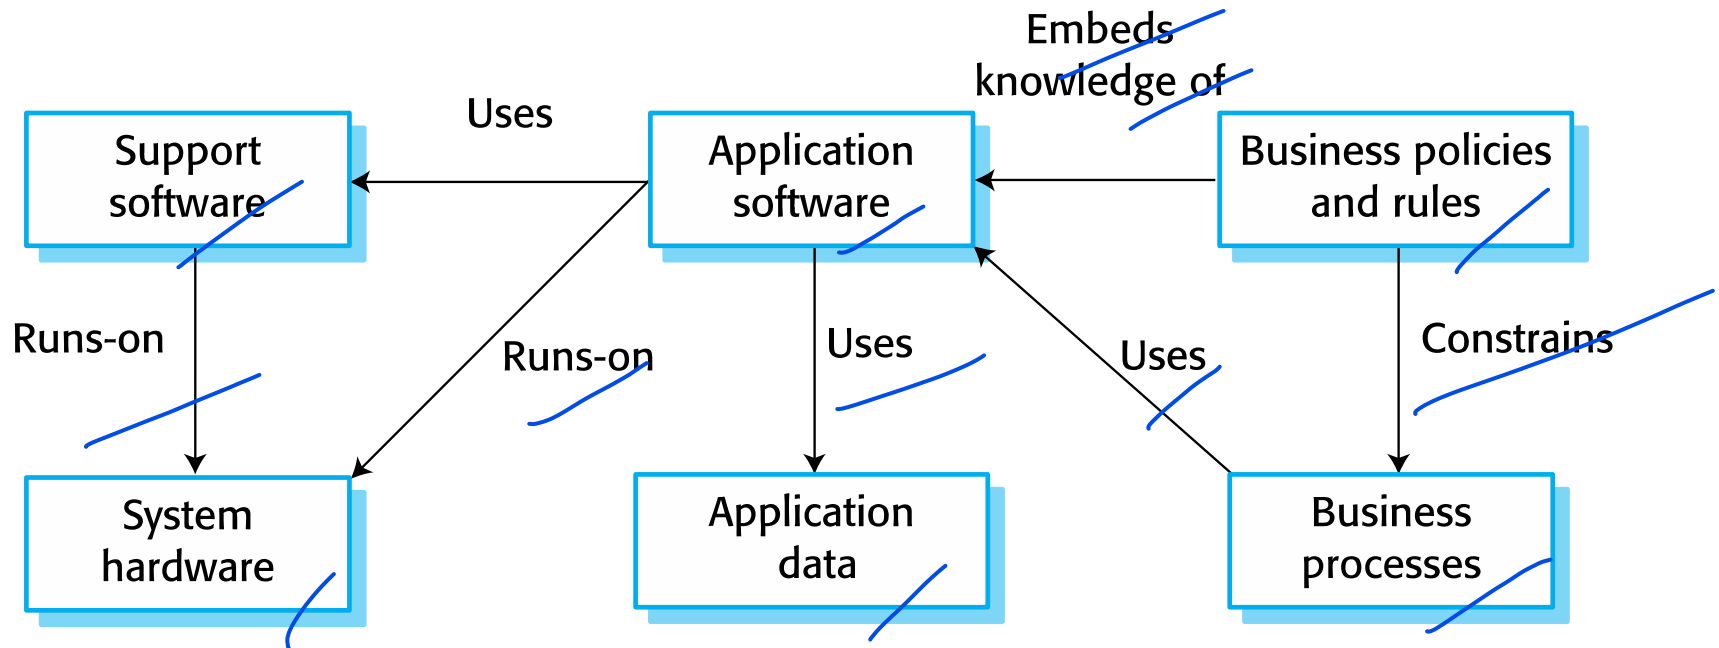 Embeds
knowledge of
Uses
Support
software
Application
software
Business policies
and rules
Runs-on
Runs-on
Uses
Uses
Constrains
System
hardware
Application
data
Business
processes